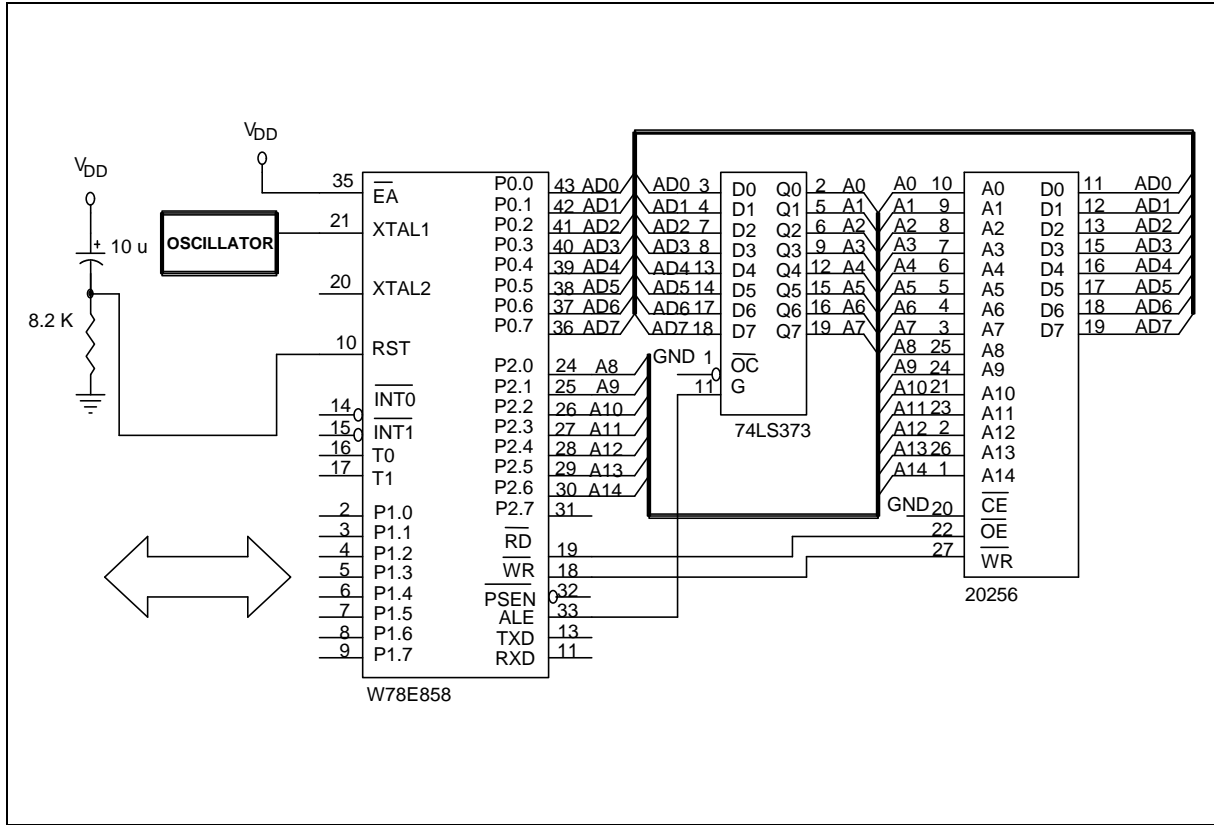 VDD
VDD
10 u
8.2 K
OSCILLATOR
35 EA
21 XTAL1
20 XTAL2
10 RST
14 INT0
15 INT1
16 T0
17 T1
2 P1.0
3 P1.1
4 P1.2
5 P1.3
6 P1.4
7 P1.5
8 P1.6
9 P1.7
P0.0 43 AD0
P0.1 42 AD1
P0.2 41 AD2
P0.3 40 AD3
P0.4 39 AD4
P0.5 38 AD5
P0.6 37 AD6
P0.7 36 AD7
P2.0 24 A8
P2.1 25 A9
P2.2 26 A10
P2.3 27 A11
P2.4 28 A12
P2.5 29 A13
P2.6 30 A14
P2.7 31
RD 19
WR 18
PSEN 32
ALE 33
TXD 13
RXD 11
W78E858
AD0 3 D0 Q0 2 A0
AD1 4 D1 Q1 5 A1
AD2 7 D2 Q2 6 A2
AD3 8 D3 Q3 9 A3
AD4 13 D4 Q4 12 A4
AD5 14 D5 Q5 15 A5
AD6 17 D6 Q6 16 A6
AD7 18 D7 Q7 19 A7
GND 1 OC
11 G
74LS373
A0 10 A0 D0 11 AD0
A1 9 A1 D1 12 AD1
A2 8 A2 D2 13 AD2
A3 7 A3 D3 15 AD3
A4 6 A4 D4 16 AD4
A5 5 A5 D5 17 AD5
A6 4 A6 D6 18 AD6
A7 3 A7 D7 19 AD7
A8 25 A8
A9 24 A9
A10 21 A10
A11 23 A11
A12 2 A12
A13 26 A13
A14 1 A14
GND 20 CE
22 OE
27 WR
20256